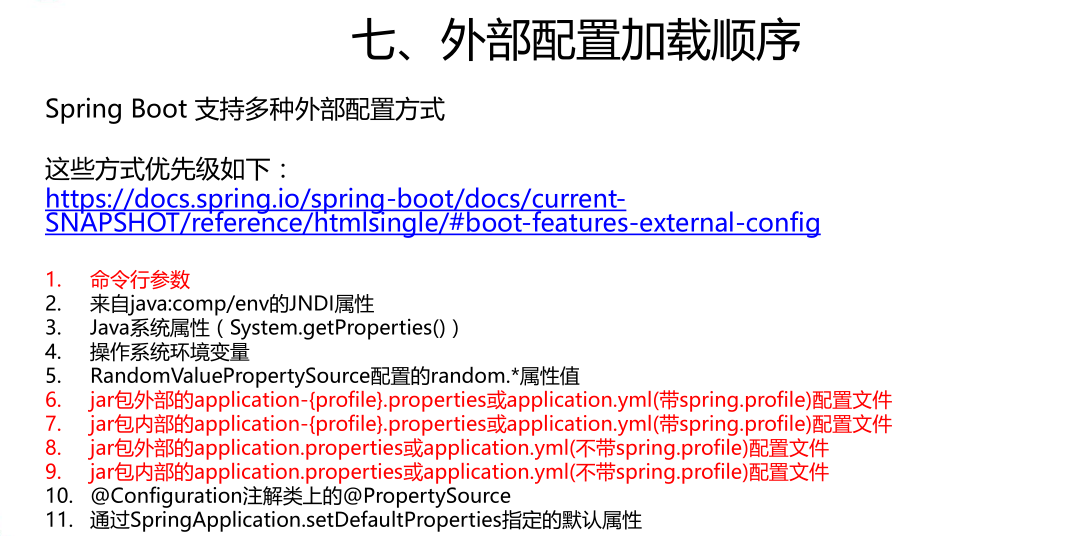 七、外部配置加载顺序
Spring Boot 支持多种外部配置方式
这些方式优先级如下：
https://docs.spring.io/spring-boot/docs/current-
SNAPSHOT/reference/htmlsingle/#boot-features-external-config
1. 命令行参数
2. 来自java:comp/env的JNDI属性
3. Java系统属性（System.getProperties()）
4. 操作系统环境变量
5. RandomValuePropertySource配置的random.*属性值
6. jar包外部的application-{profile}.properties或application.yml(带spring.profile)配置文件
7. jar包内部的application-{profile}.properties或application.yml(带spring.profile)配置文件
8. jar包外部的application.properties或application.yml(不带spring.profile)配置文件
9. jar包内部的application.properties或application.yml(不带spring.profile)配置文件
10. @Configuration注解类上的@PropertySource
11. 通过SpringApplication.setDefaultProperties指定的默认属性